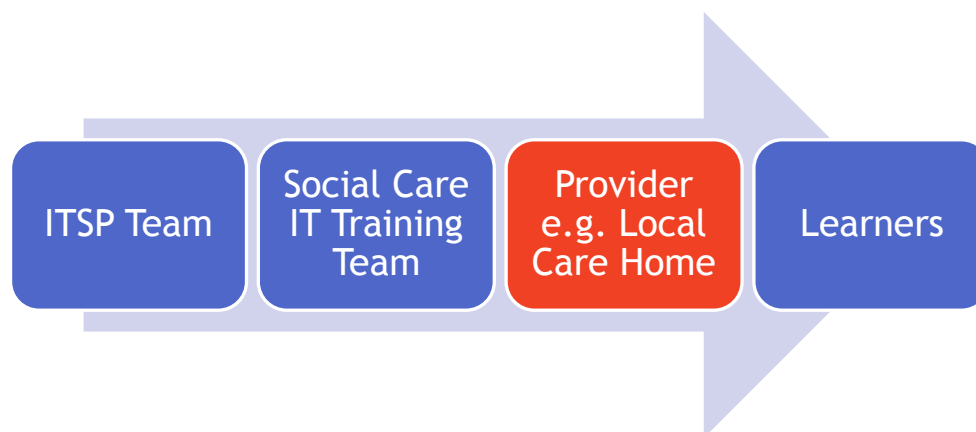 ITSP Team
Social Care
IT Training
Team
Provider
e.g. Local
Care Home
Learners